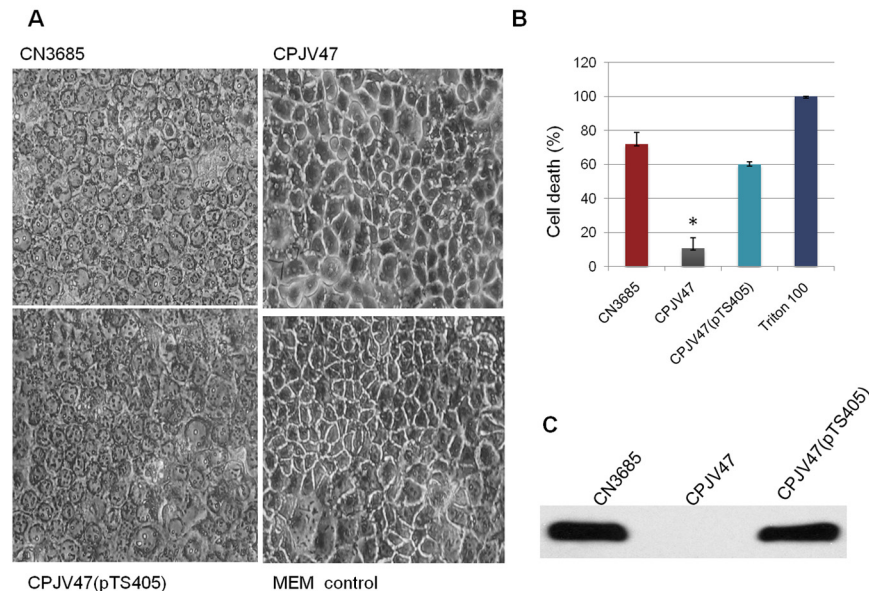 A
CN3685
CPJV47
CPJV47(pTS405)
MEM control
B
Cell death (%)
120
100
80
60
40
20
0
*
CN3685
CPJV47
CPJV47(pTS405)
Triton 100
C
CN3685
CPJV47
CPJV47(pTS405)